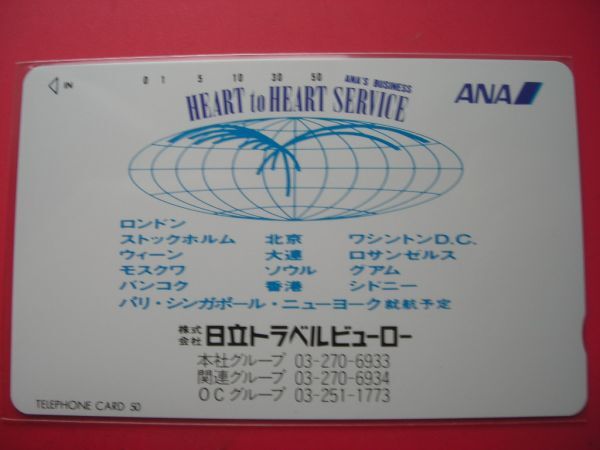 IN
0 1 5 10 30 50 ANA'S BUSINESS
HEART to HEART SERVICE
ANA
ロンドン
ストックホルム 北京 ワシントンD.C.
ウィーン 大連 ロサンゼルス
モスクワ ソウル グアム
バンコク 香港 シドニー
パリ・シンガポール・ニューヨーク就航予定
株式会社 日立トラベルビューロー
本社グループ 03-270-6933
関連グループ 03-270-6934
OCグループ 03-251-1773
TELEPHONE CARD 50